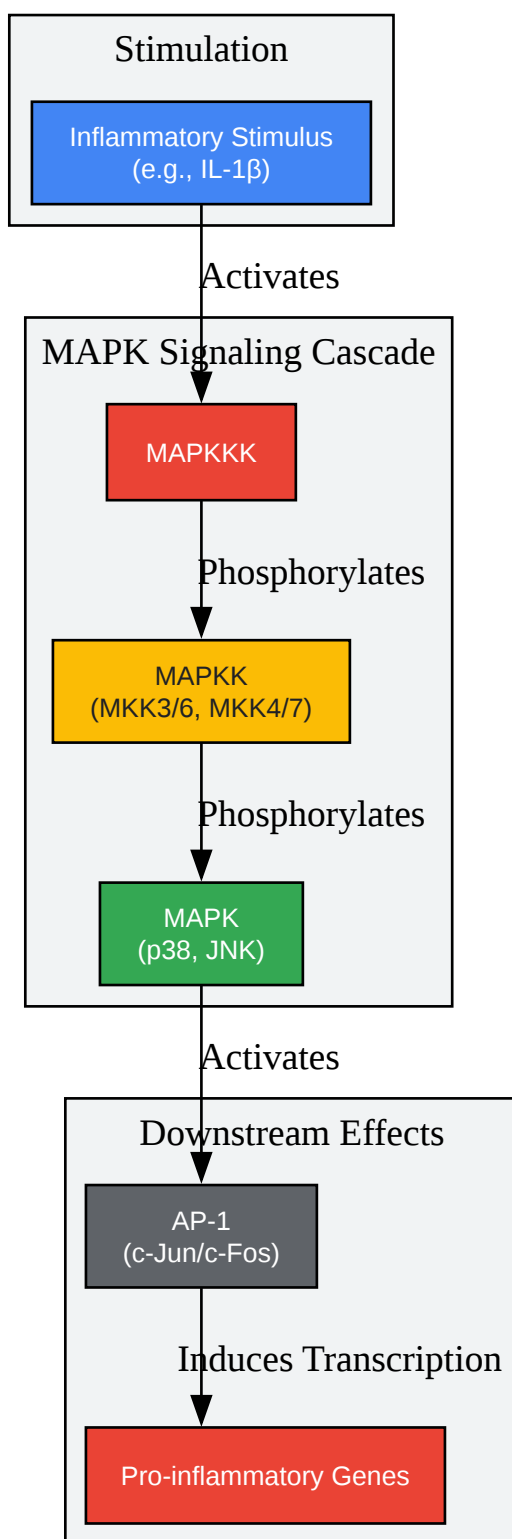 Stimulation
Inflammatory Stimulus
(e.g., IL-1β)
Activates
MAPK Signaling Cascade
MAPKKK
Phosphorylates
MAPKK
(MKK3/6, MKK4/7)
Phosphorylates
MAPK
(p38, JNK)
Activates
Downstream Effects
AP-1
(c-Jun/c-Fos)
Induces Transcription
Pro-inflammatory Genes